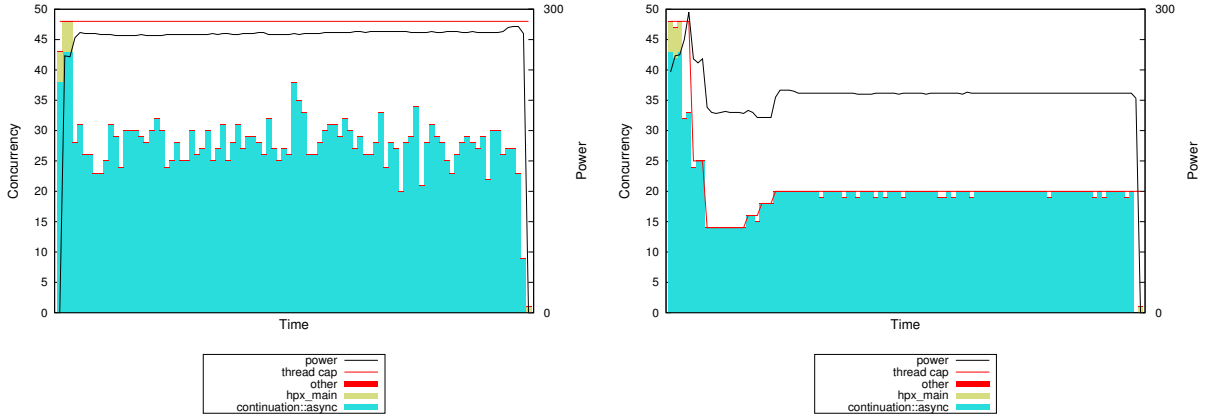 50
45
40
35
30
25
20
15
10
5
0
Concurrency
300
0
Power
Time
power
thread cap
other
hpx_main
continuation::async
50
45
40
35
30
25
20
15
10
5
0
Concurrency
300
0
Power
Time
power
thread cap
other
hpx_main
continuation::async